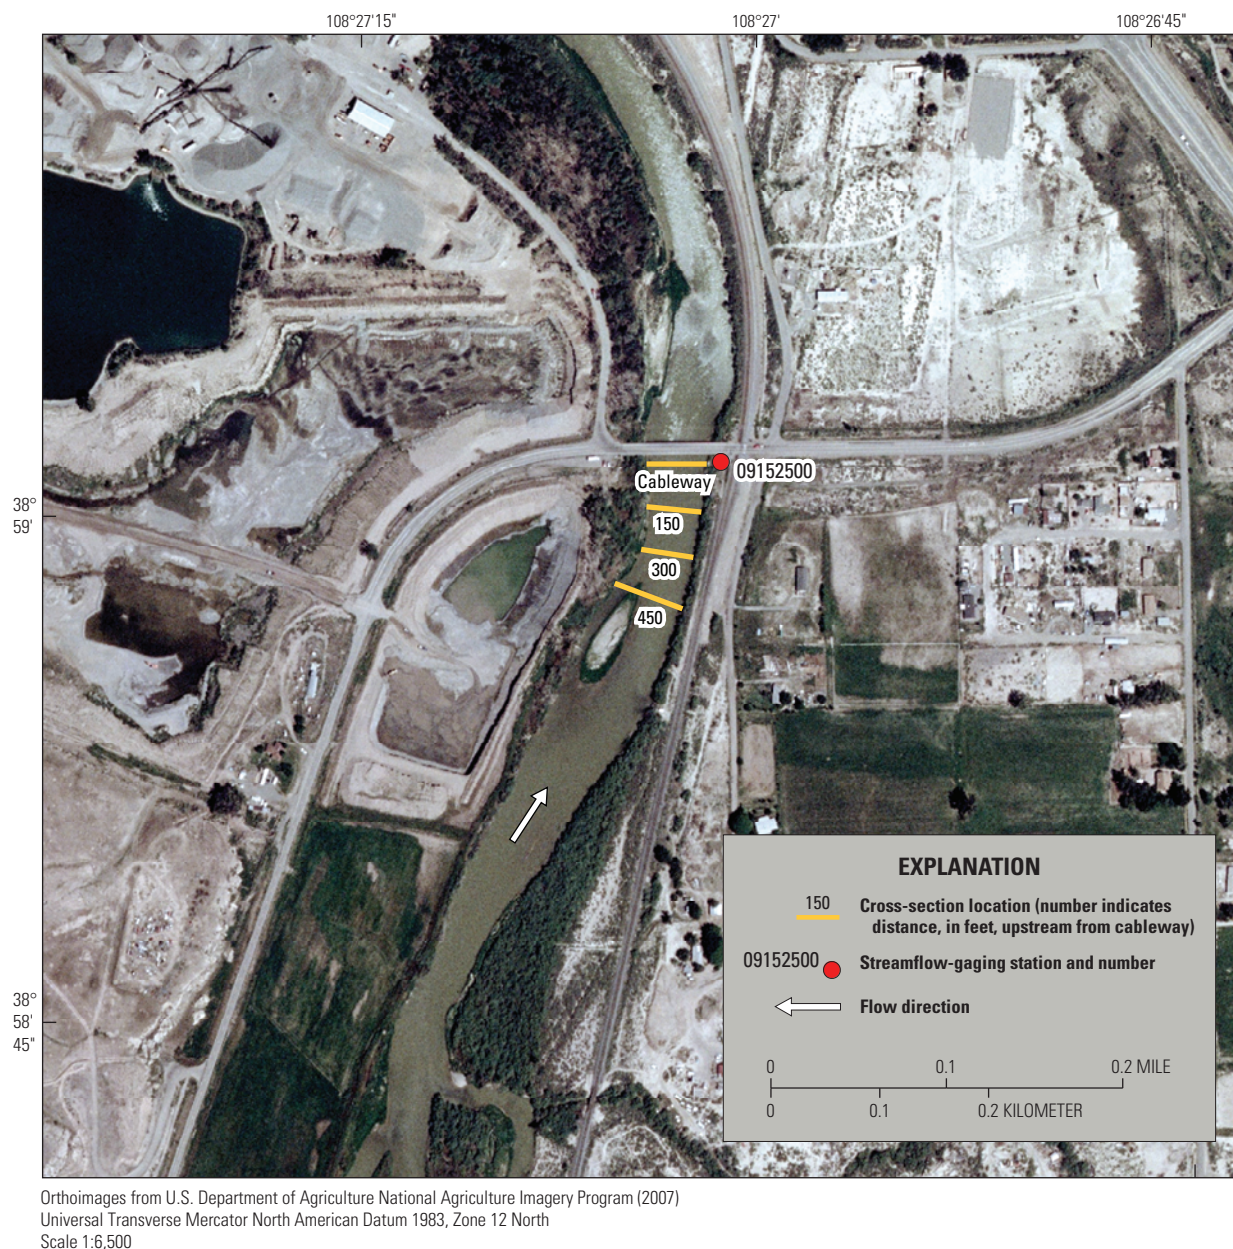 108°27'15"
108°27'
108°26'45"
38°
59'
38°
58'
45"
09152500
Cableway
150
300
450
EXPLANATION
150
Cross-section location (number indicates
distance, in feet, upstream from cableway)
09152500
Streamflow-gaging station and number
Flow direction
0
0.1
0.2 MILE
0
0.1
0.2 KILOMETER
Orthoimages from U.S. Department of Agriculture National Agriculture Imagery Program (2007)
Universal Transverse Mercator North American Datum 1983, Zone 12 North
Scale 1:6,500